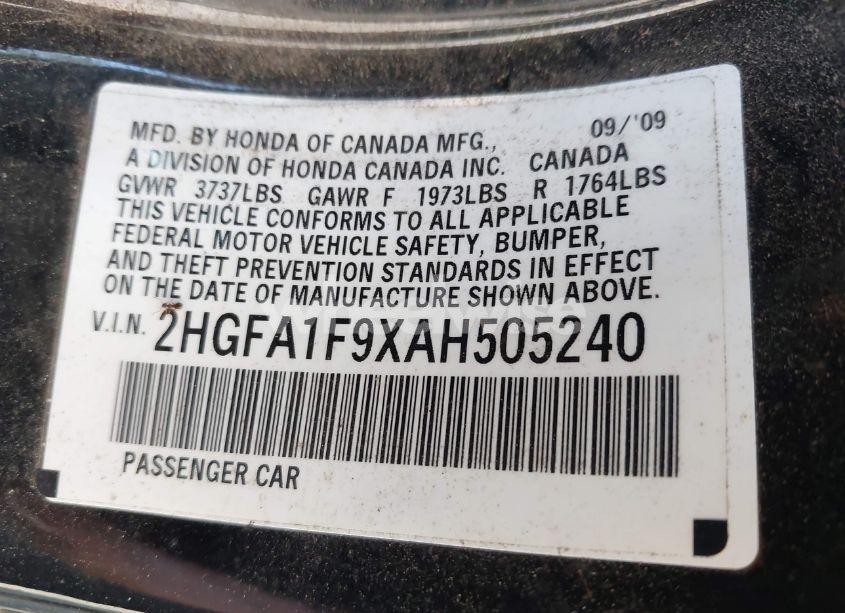 MFD. BY HONDA OF CANADA MFG., 09/'09
A DIVISION OF HONDA CANADA INC. CANADA
GVWR 3737LBS GAWR F 1973LBS R 1764LBS
THIS VEHICLE CONFORMS TO ALL APPLICABLE
FEDERAL MOTOR VEHICLE SAFETY, BUMPER,
AND THEFT PREVENTION STANDARDS IN EFFECT
ON THE DATE OF MANUFACTURE SHOWN ABOVE.
V.I.N. 2HGFA1F9XAH505240
PASSENGER CAR